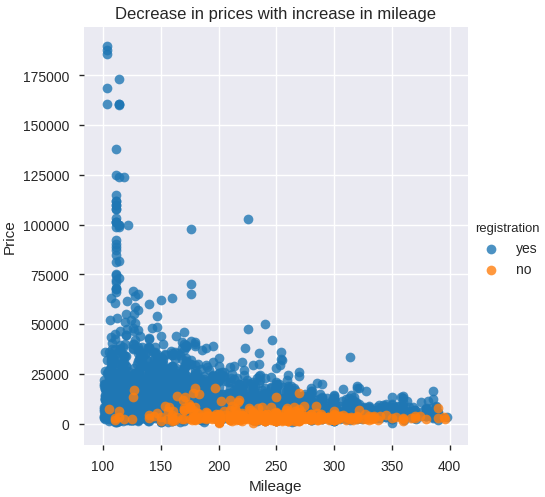 Decrease in prices with increase in mileage
175000
150000
125000
100000
75000
50000
25000
0
Price
100 150 200 250 300 350 400
Mileage
registration
yes
no